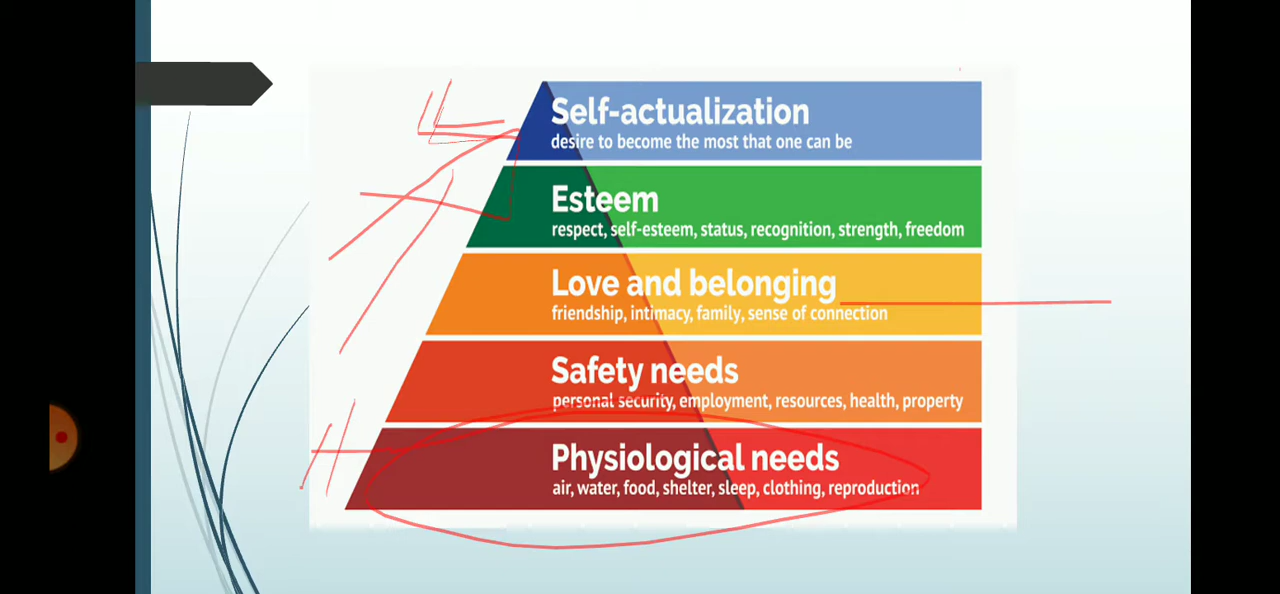 Self-actualization
desire to become the most that one can be
Esteem
respect, self-esteem, status, recognition, strength, freedom
Love and belonging
friendship, intimacy, family, sense of connection
Safety needs
personal security, employment, resources, health, property
Physiological needs
air, water, food, shelter, sleep, clothing, reproduction